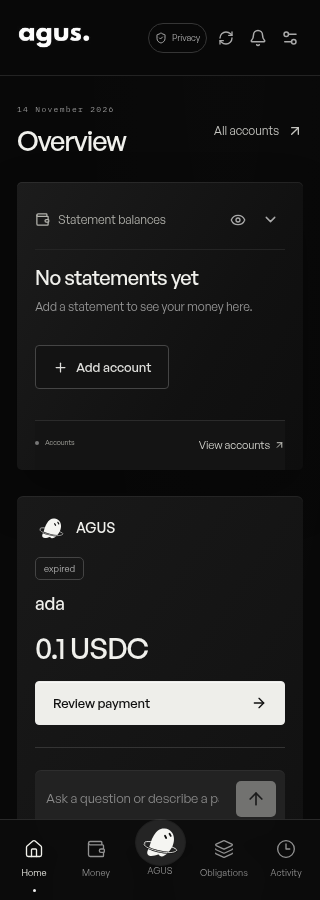 agus.
Privacy
14 November 2026
Overview
All accounts
Statement balances
No statements yet
Add a statement to see your money here.
Add account
Accounts
View accounts
AGUS
expired
ada
0.1 USDC
Review payment
Ask a question or describe a p
Home
Money
AGUS
Obligations
Activity